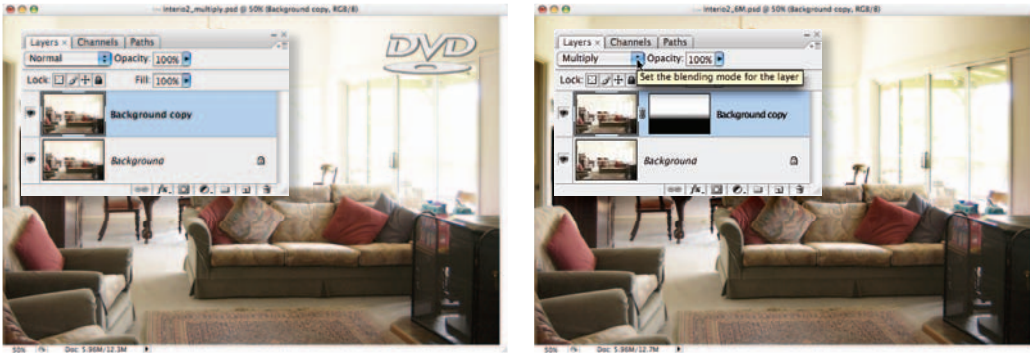 interio2_multiply.psd @ 50% (Background copy, RGB/8)
DVD
Layers × Channels Paths
Normal Opacity: 100%
Lock: Fill: 100%
Background copy
Background
50% Doc: 5.96M/12.3M
interio2_6M.psd @ 50% (Background copy, RGB/8)
Layers × Channels Paths
Multiply Opacity: 100%
Set the blending mode for the layer
Lock:
Background copy
Background
50% Doc: 5.96M/12.7M